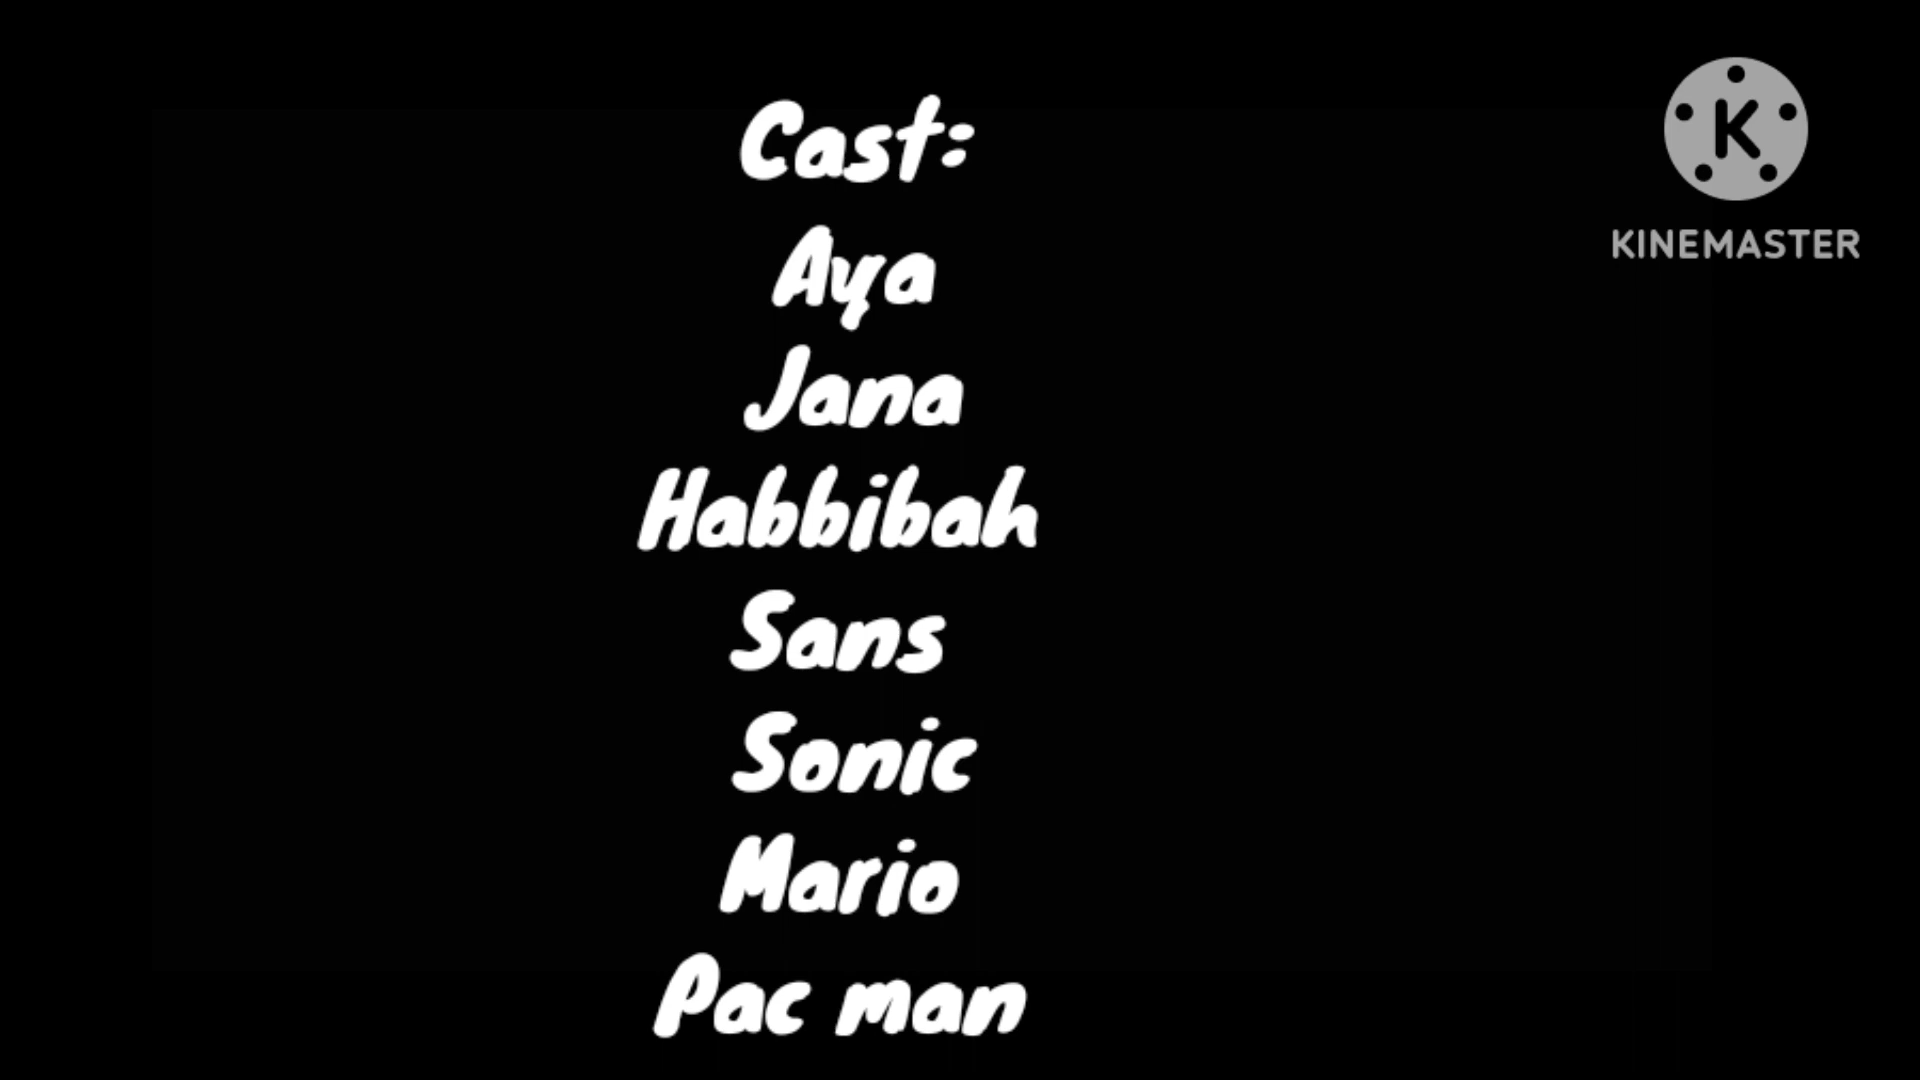 Cast:
Aya
Jana
Habbibah
Sans
Sonic
Mario
Pac man
K
KINEMASTER